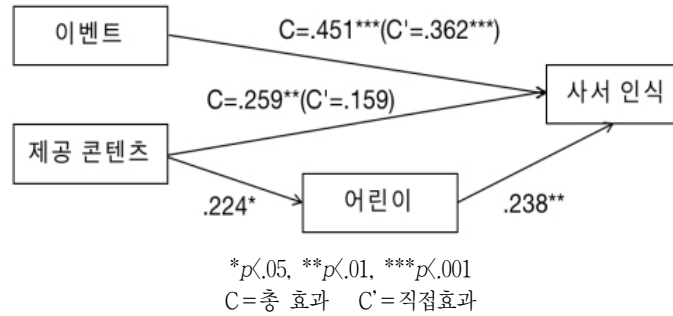 이벤트
C=.451***(C'=.362***)
사서 인식
C=.259**(C'=.159)
제공 콘텐츠
.224*
어린이
.238**
*p<.05, **p<.01, ***p<.001
C=총 효과 C'=직접효과